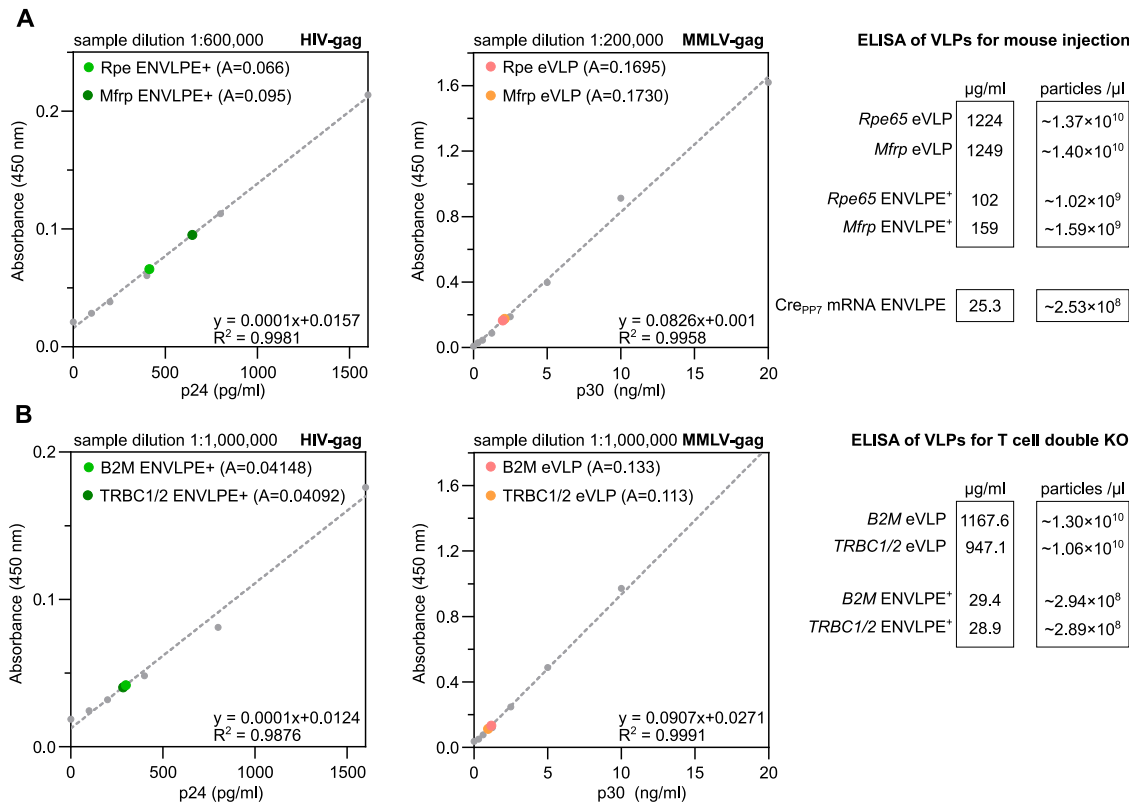 A
sample dilution 1:600,000 HIV-gag
Rpe ENVLPE+ (A=0.066)
Mfrp ENVLPE+ (A=0.095)
0.2
0.1
0.0
Absorbance (450 nm)
y = 0.0001x+0.0157
R² = 0.9981
0 500 1000 1500
p24 (pg/ml)
sample dilution 1:200,000 MMLV-gag
Rpe eVLP (A=0.1695)
Mfrp eVLP (A=0.1730)
1.6
1.2
0.8
0.4
0.0
Absorbance (450 nm)
y = 0.0826x+0.001
R² = 0.9958
0 5 10 15 20
p30 (ng/ml)
ELISA of VLPs for mouse injection
µg/ml particles /µl
Rpe65 eVLP 1224 ~1.37×10¹⁰
Mfrp eVLP 1249 ~1.40×10¹⁰
Rpe65 ENVLPE⁺ 102 ~1.02×10⁹
Mfrp ENVLPE⁺ 159 ~1.59×10⁹
Cre_PP7 mRNA ENVLPE 25.3 ~2.53×10⁸
B
sample dilution 1:1,000,000 HIV-gag
B2M ENVLPE+ (A=0.04148)
TRBC1/2 ENVLPE+ (A=0.04092)
0.2
0.1
0.0
Absorbance (450 nm)
y = 0.0001x+0.0124
R² = 0.9876
0 500 1000 1500
p24 (pg/ml)
sample dilution 1:1,000,000 MMLV-gag
B2M eVLP (A=0.133)
TRBC1/2 eVLP (A=0.113)
1.6
1.2
0.8
0.4
0.0
Absorbance (450 nm)
y = 0.0907x+0.0271
R² = 0.9991
0 5 10 15 20
p30 (ng/ml)
ELISA of VLPs for T cell double KO
µg/ml particles /µl
B2M eVLP 1167.6 ~1.30×10¹⁰
TRBC1/2 eVLP 947.1 ~1.06×10¹⁰
B2M ENVLPE⁺ 29.4 ~2.94×10⁸
TRBC1/2 ENVLPE⁺ 28.9 ~2.89×10⁸